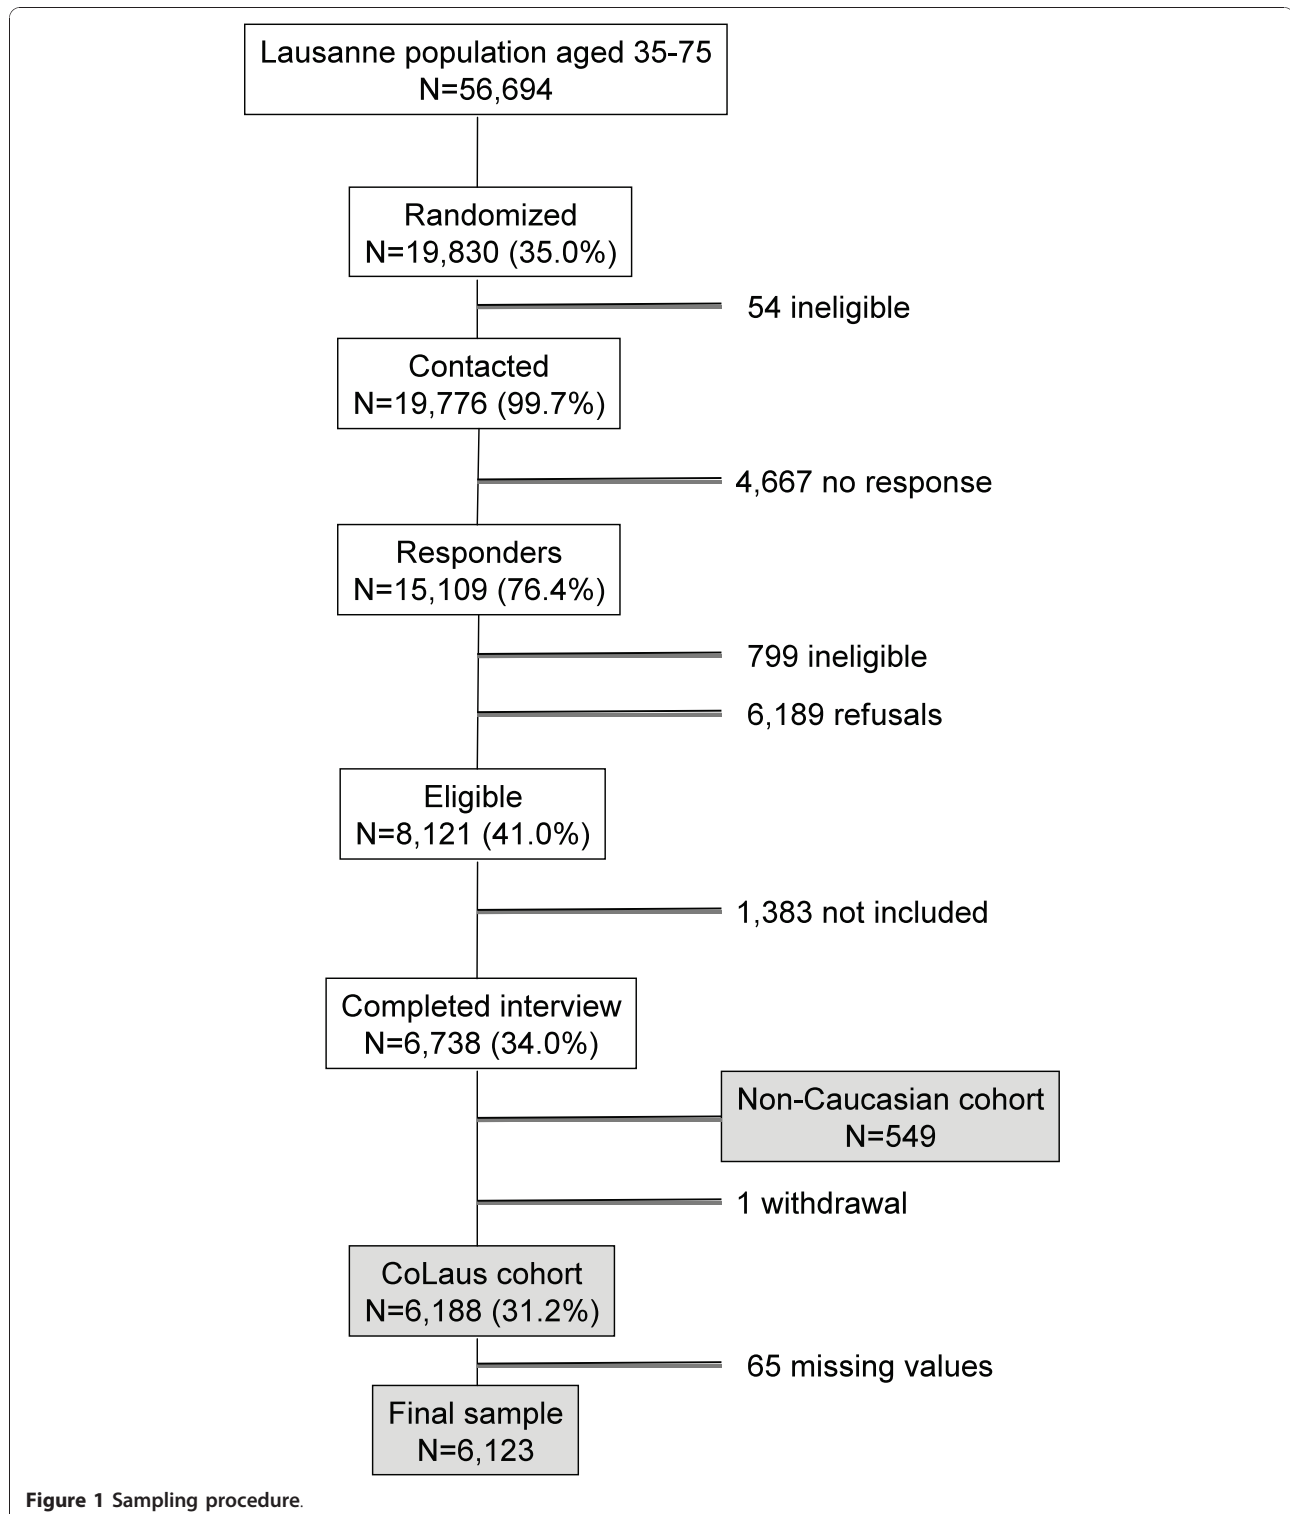 Lausanne population aged 35-75
N=56,694
Randomized
N=19,830 (35.0%)
54 ineligible
Contacted
N=19,776 (99.7%)
4,667 no response
Responders
N=15,109 (76.4%)
799 ineligible
6,189 refusals
Eligible
N=8,121 (41.0%)
1,383 not included
Completed interview
N=6,738 (34.0%)
Non-Caucasian cohort
N=549
1 withdrawal
CoLaus cohort
N=6,188 (31.2%)
65 missing values
Final sample
N=6,123
Figure 1 Sampling procedure.